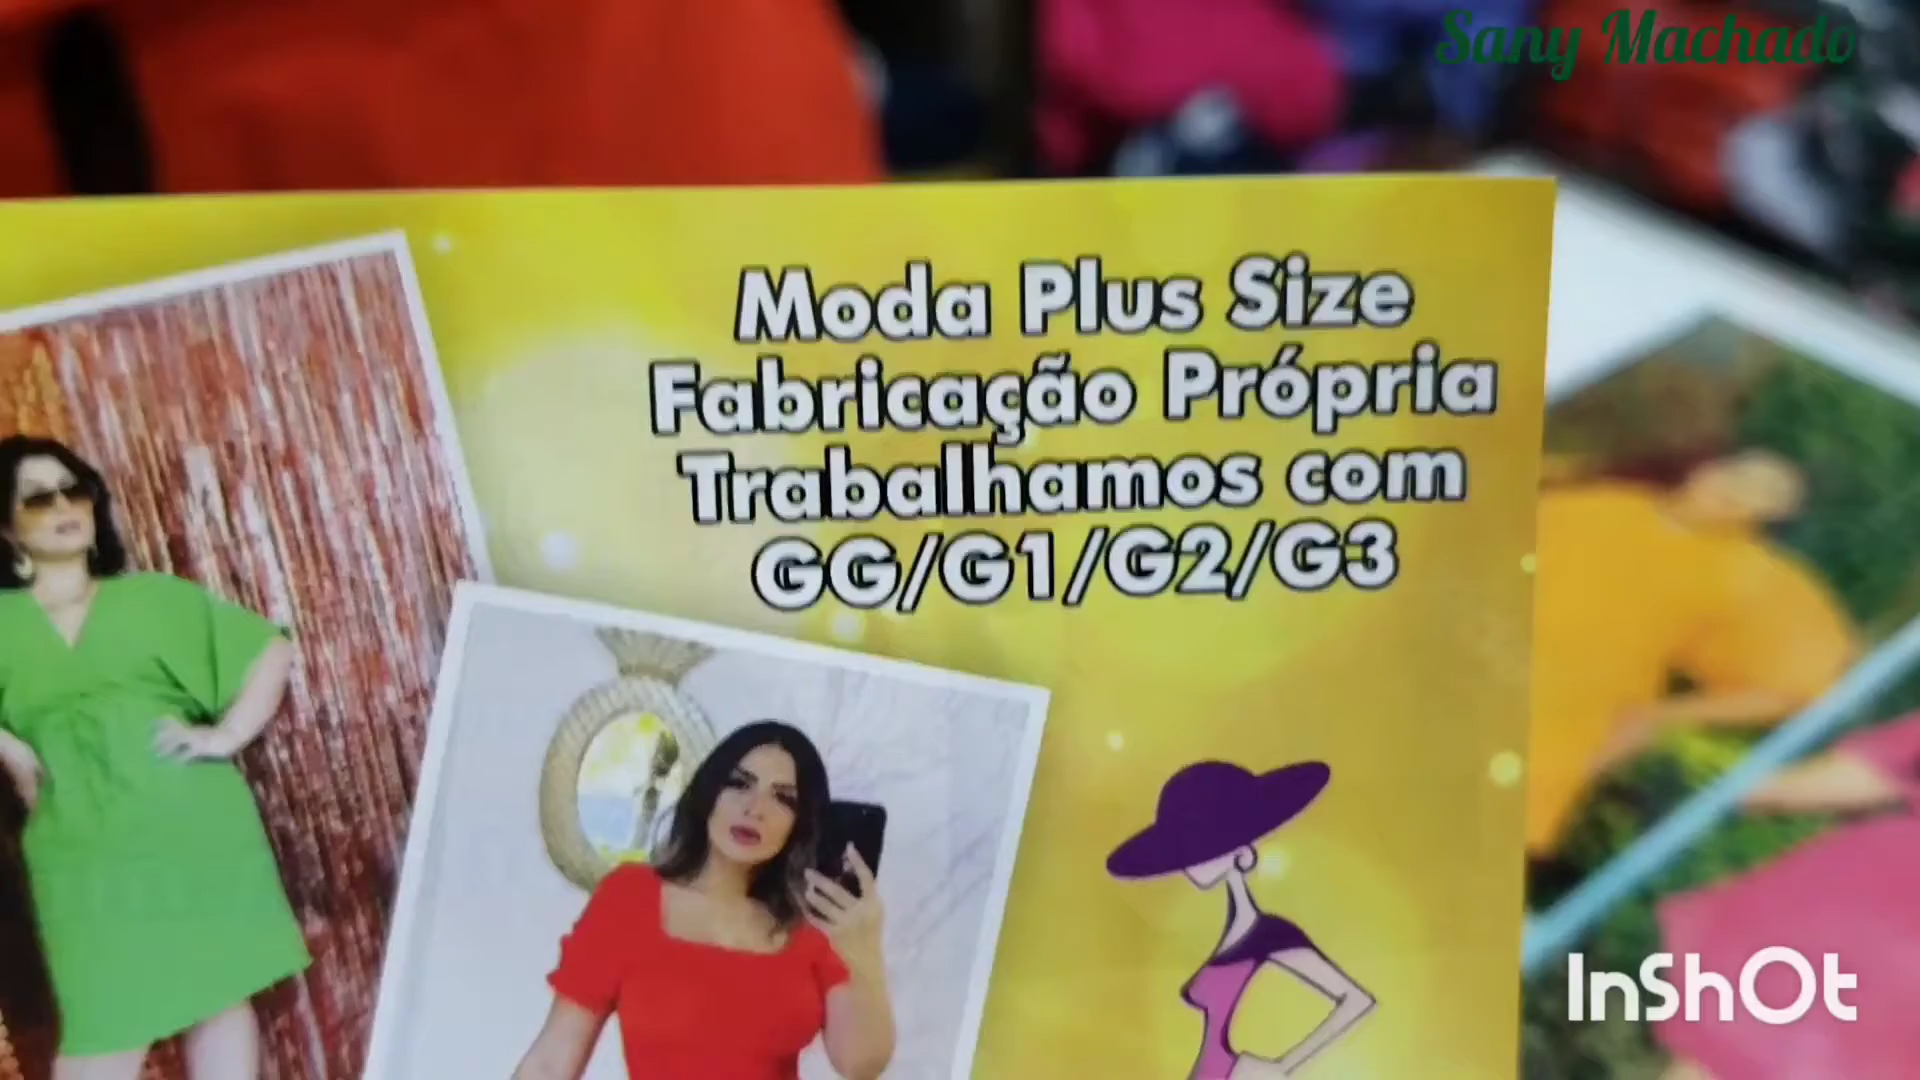 Sany Machado
Moda Plus Size
Fabricação Própria
Trabalhamos com
GG/G1/G2/G3
InShOt